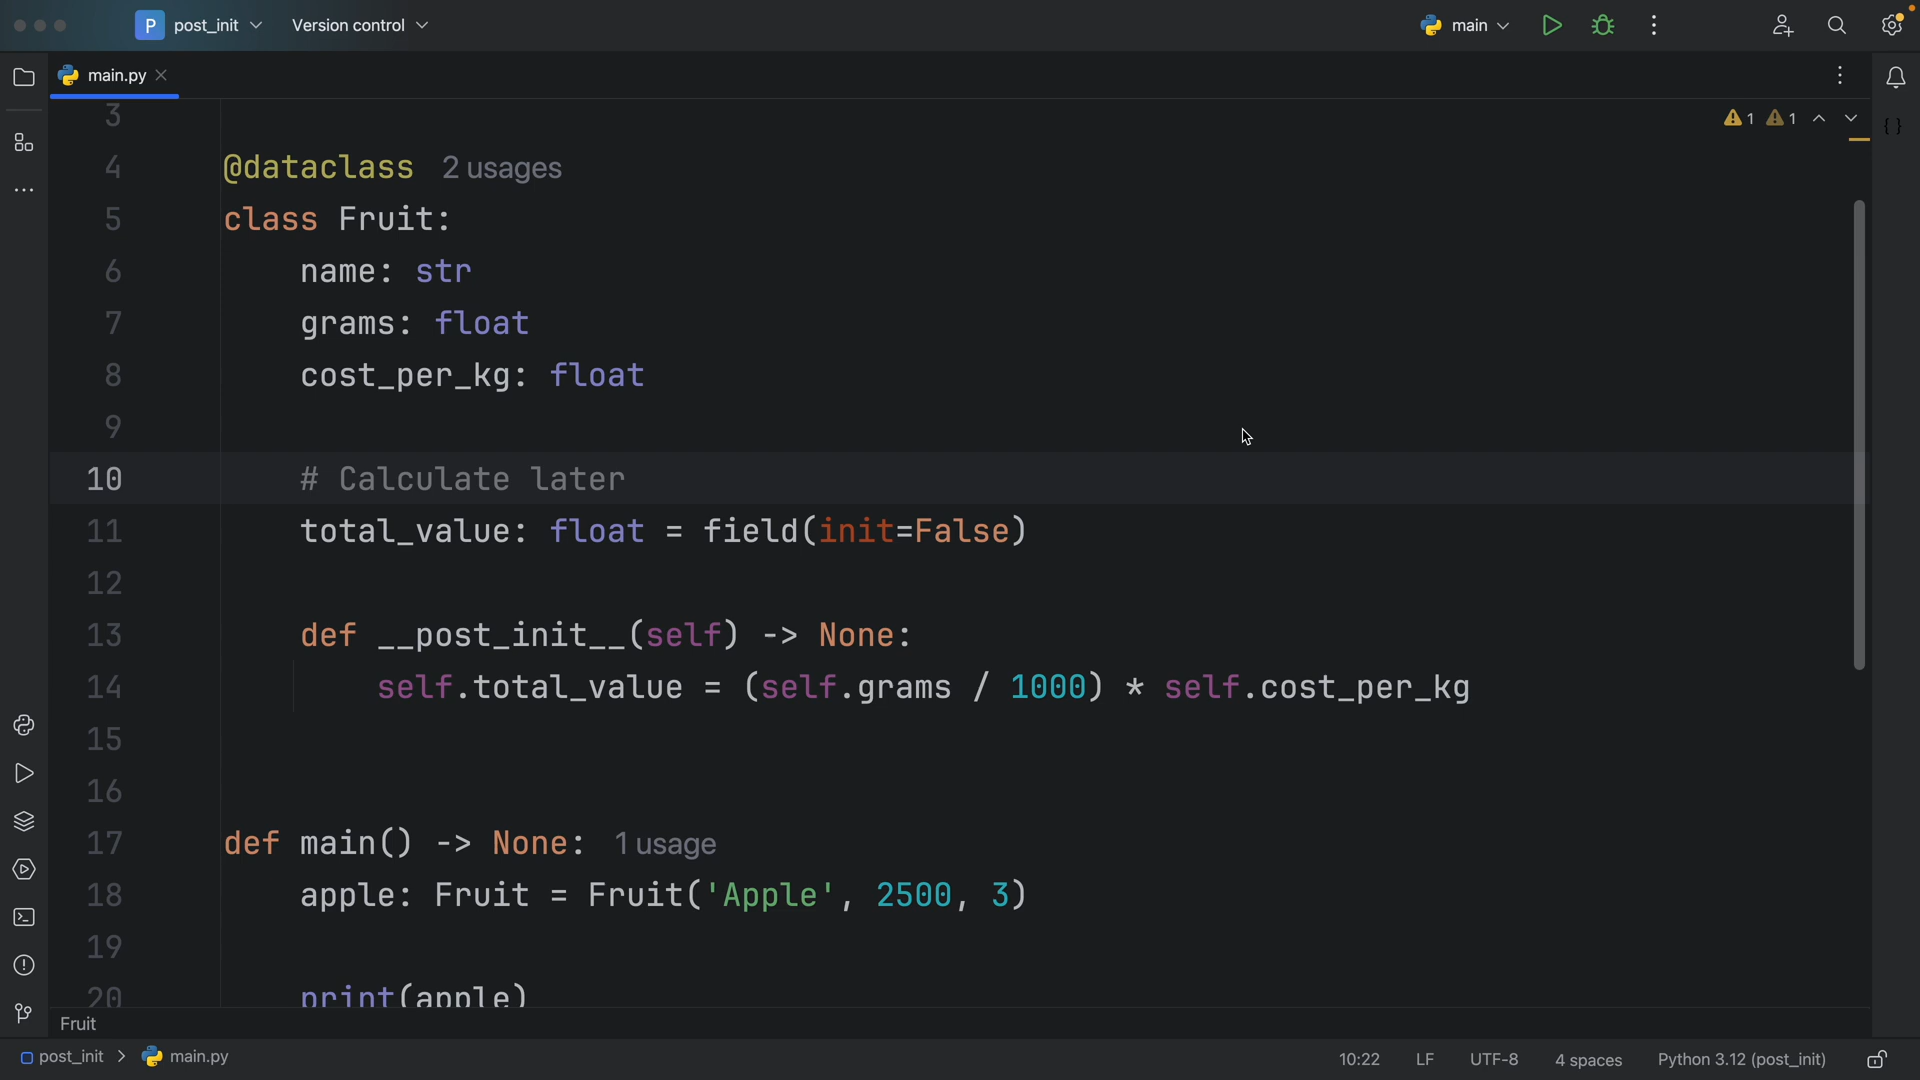 P post_init Version control main
main.py
1 1
3
4 @dataclass 2 usages
5 class Fruit:
6 name: str
7 grams: float
8 cost_per_kg: float
9
10 # Calculate later
11 total_value: float = field(init=False)
12
13 def __post_init__(self) -> None:
14 self.total_value = (self.grams / 1000) * self.cost_per_kg
15
16
17 def main() -> None: 1 usage
18 apple: Fruit = Fruit('Apple', 2500, 3)
19
20 print(apple)
Fruit
post_init > main.py 10:22 LF UTF-8 4 spaces Python 3.12 (post_init)